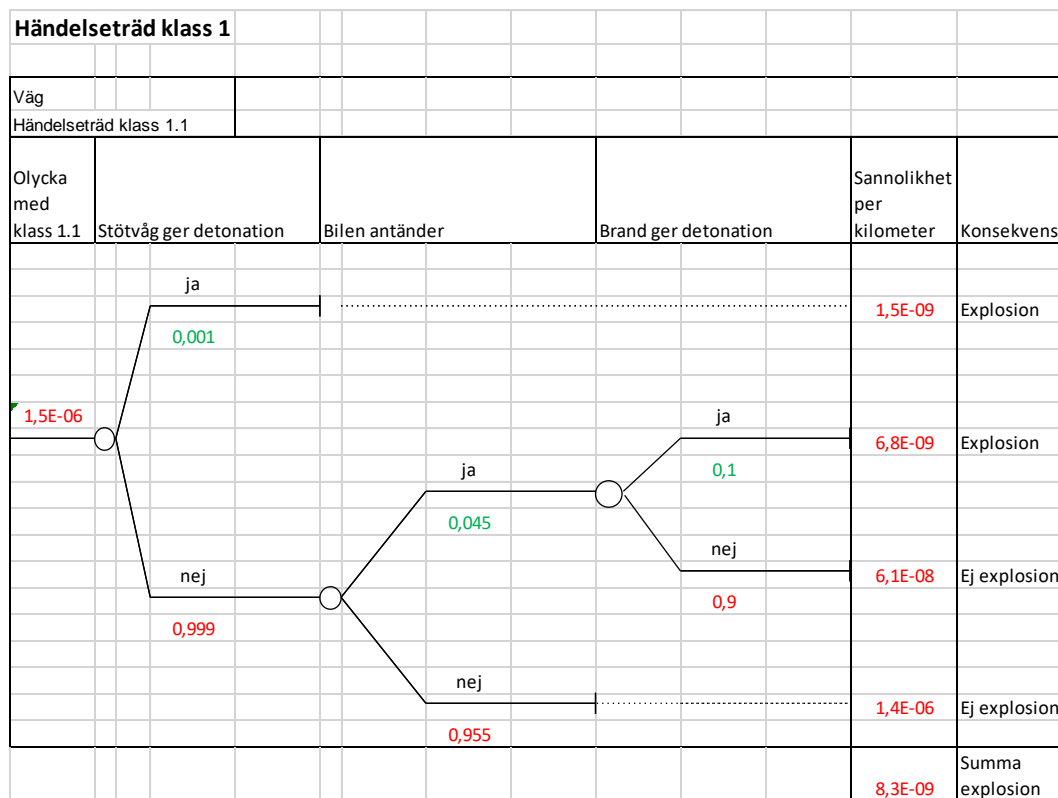 Händelseträd klass 1
Väg
Händelseträd klass 1.1
Olycka
med
klass 1.1
Stötvåg ger detonation
Bilen antänder
Brand ger detonation
Sannolikhet
per
kilometer
Konsekvens
ja
0,001
1,5E-09
Explosion
1,5E-06
ja
0,1
6,8E-09
Explosion
ja
0,045
nej
0,9
6,1E-08
Ej explosion
nej
0,999
nej
0,955
1,4E-06
Ej explosion
8,3E-09
Summa
explosion